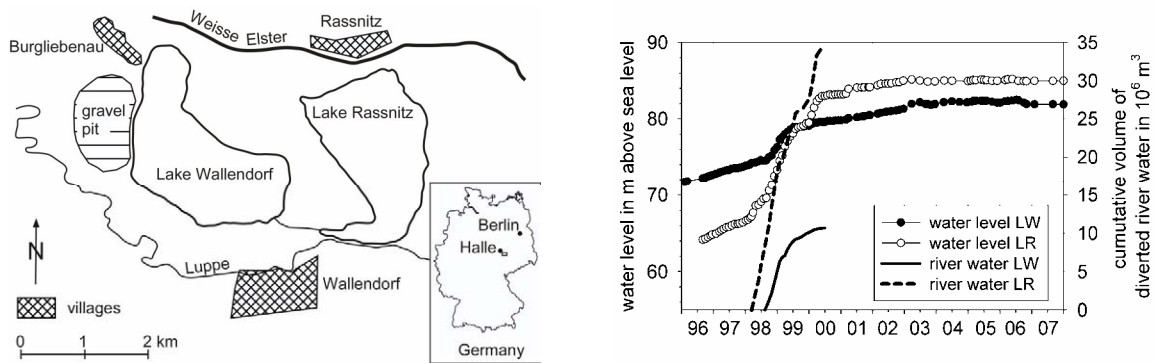 Weisse Elster
Rassnitz
Burgliebenau
gravel
pit
Lake Rassnitz
Lake Wallendorf
Berlin
Halle
N
Luppe
Wallendorf
villages
0 1 2 km
Germany
water level in m above sea level
90
80
70
60
96 97 98 99 00 01 02 03 04 05 06 07
35
30
25
20
15
10
5
0
cumutative volume of
diverted river water in 10⁶ m³
water level LW
water level LR
river water LW
river water LR